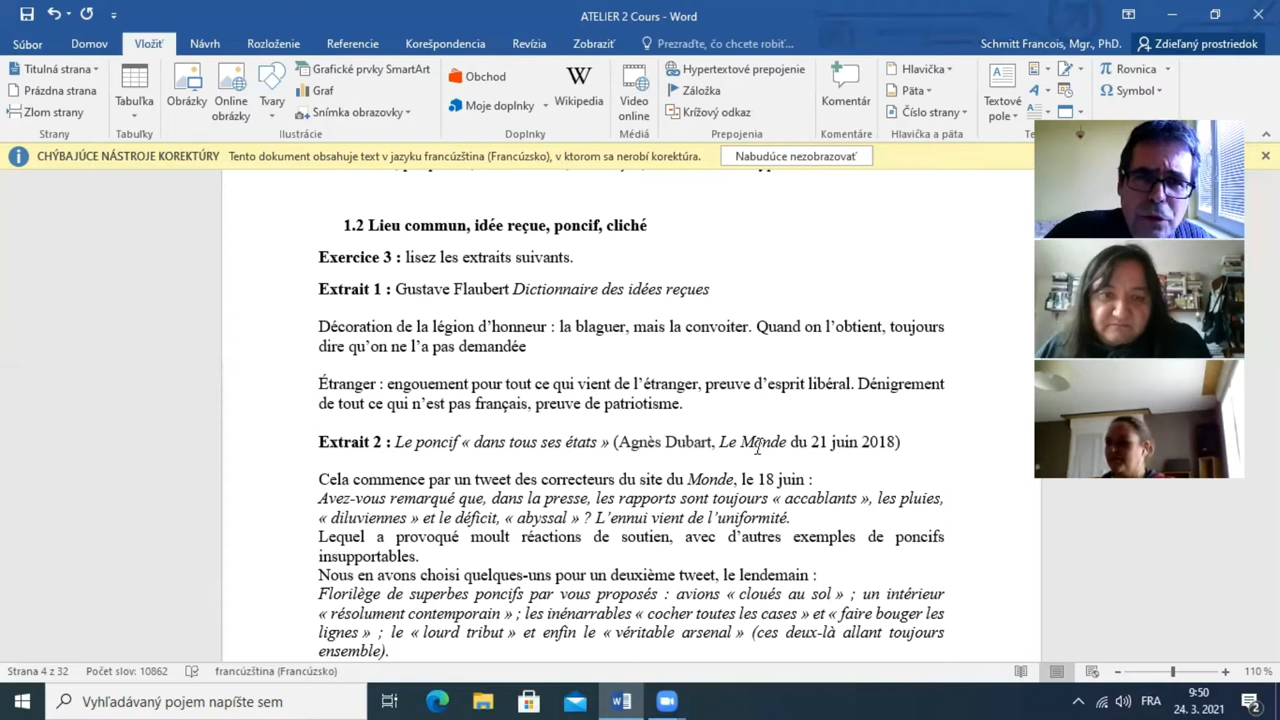 ATELIER 2 Cours - Word
Súbor Domov Vložiť Návrh Rozloženie Referencie Korešpondencia Revízia Zobraziť Prezraďte, čo chcete robiť... Schmitt Francois, Mgr., PhD. Zdieľaný prostriedok
Titulná strana
Prázdna strana
Zlom strany
Strany
Tabuľka
Tabuľky
Obrázky
Online obrázky
Tvary
Grafické prvky SmartArt
Graf
Snímka obrazovky
Ilustrácie
Obchod
Moje doplnky
W
Wikipedia
Doplnky
Video online
Médiá
Hypertextové prepojenie
Záložka
Krížový odkaz
Prepojenia
Komentár
Komentáre
Hlavička
Päta
Číslo strany
Hlavička a päta
Textové pole
A
π Rovnica
Ω Symbol
CHÝBAJÚCE NÁSTROJE KOREKTÚRY Tento dokument obsahuje text v jazyku francúzština (Francúzsko), v ktorom sa nerobí korektúra. Nabudúce nezobrazovať
1.2 Lieu commun, idée reçue, poncif, cliché
Exercice 3 : lisez les extraits suivants.
Extrait 1 : Gustave Flaubert Dictionnaire des idées reçues
Décoration de la légion d’honneur : la blaguer, mais la convoiter. Quand on l’obtient, toujours
dire qu’on ne l’a pas demandée
Étranger : engouement pour tout ce qui vient de l’étranger, preuve d’esprit libéral. Dénigrement
de tout ce qui n’est pas français, preuve de patriotisme.
Extrait 2 : Le poncif « dans tous ses états » (Agnès Dubart, Le Monde du 21 juin 2018)
Cela commence par un tweet des correcteurs du site du Monde, le 18 juin :
Avez-vous remarqué que, dans la presse, les rapports sont toujours « accablants », les pluies,
« diluviennes » et le déficit, « abyssal » ? L’ennui vient de l’uniformité.
Lequel a provoqué moult réactions de soutien, avec d’autres exemples de poncifs
insupportables.
Nous en avons choisi quelques-uns pour un deuxième tweet, le lendemain :
Florilège de superbes poncifs par vous proposés : avions « cloués au sol » ; un intérieur
« résolument contemporain » ; les inénarrables « cocher toutes les cases » et « faire bouger les
lignes » ; le « lourd tribut » et enfin le « véritable arsenal » (ces deux-là allant toujours
ensemble).
Strana 4 z 32 Počet slov: 10862 francúzština (Francúzsko) 110 %
Vyhľadávaný pojem napíšte sem
FRA
9:50
24. 3. 2021
2